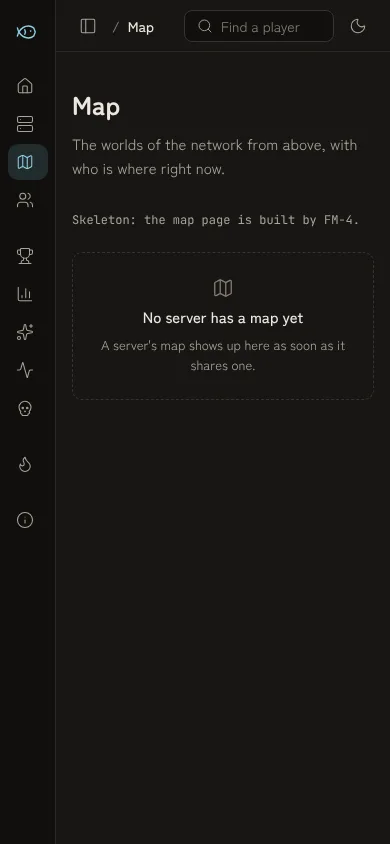 / Map
Find a player
Map
The worlds of the network from above, with
who is where right now.
Skeleton: the map page is built by FM-4.
No server has a map yet
A server's map shows up here as soon as it
shares one.